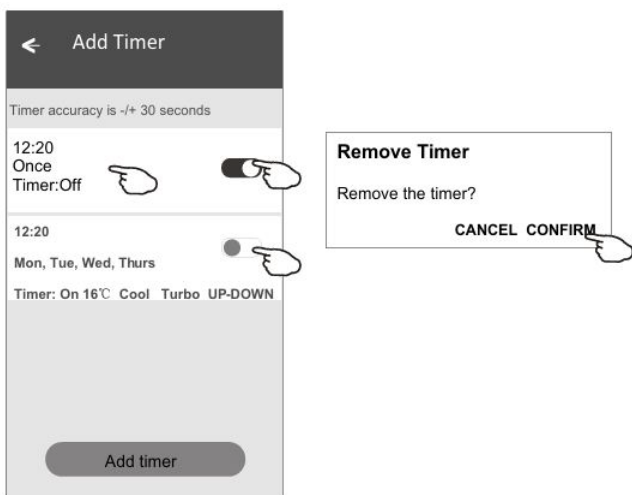 Add Timer
Timer accuracy is -/+ 30 seconds
12:20
Once
Timer:Off
12:20
Mon, Tue, Wed, Thurs
Timer: On 16℃ Cool Turbo UP-DOWN
Add timer
Remove Timer
Remove the timer?
CANCEL CONFIRM